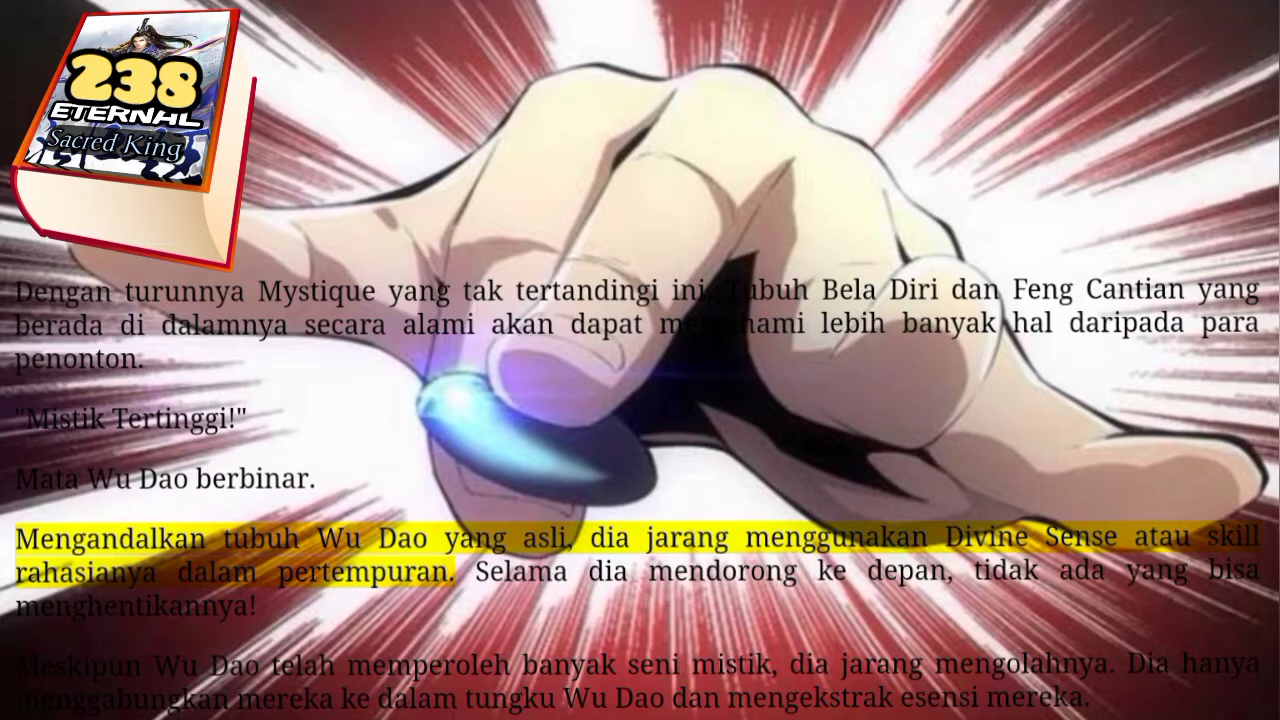 238
ETERNAL
Sacred King
Dengan turunnya Mystique yang tak tertandingi ini, Tubuh Bela Diri dan Feng Cantian yang
berada di dalamnya secara alami akan dapat memahami lebih banyak hal daripada para
penonton.
"Mistik Tertinggi!"
Mata Wu Dao berbinar.
Mengandalkan tubuh Wu Dao yang asli, dia jarang menggunakan Divine Sense atau skill
rahasianya dalam pertempuran. Selama dia mendorong ke depan, tidak ada yang bisa
menghentikannya!
Meskipun Wu Dao telah memperoleh banyak seni mistik, dia jarang mengolahnya. Dia hanya
menggabungkan mereka ke dalam tungku Wu Dao dan mengekstrak esensi mereka.